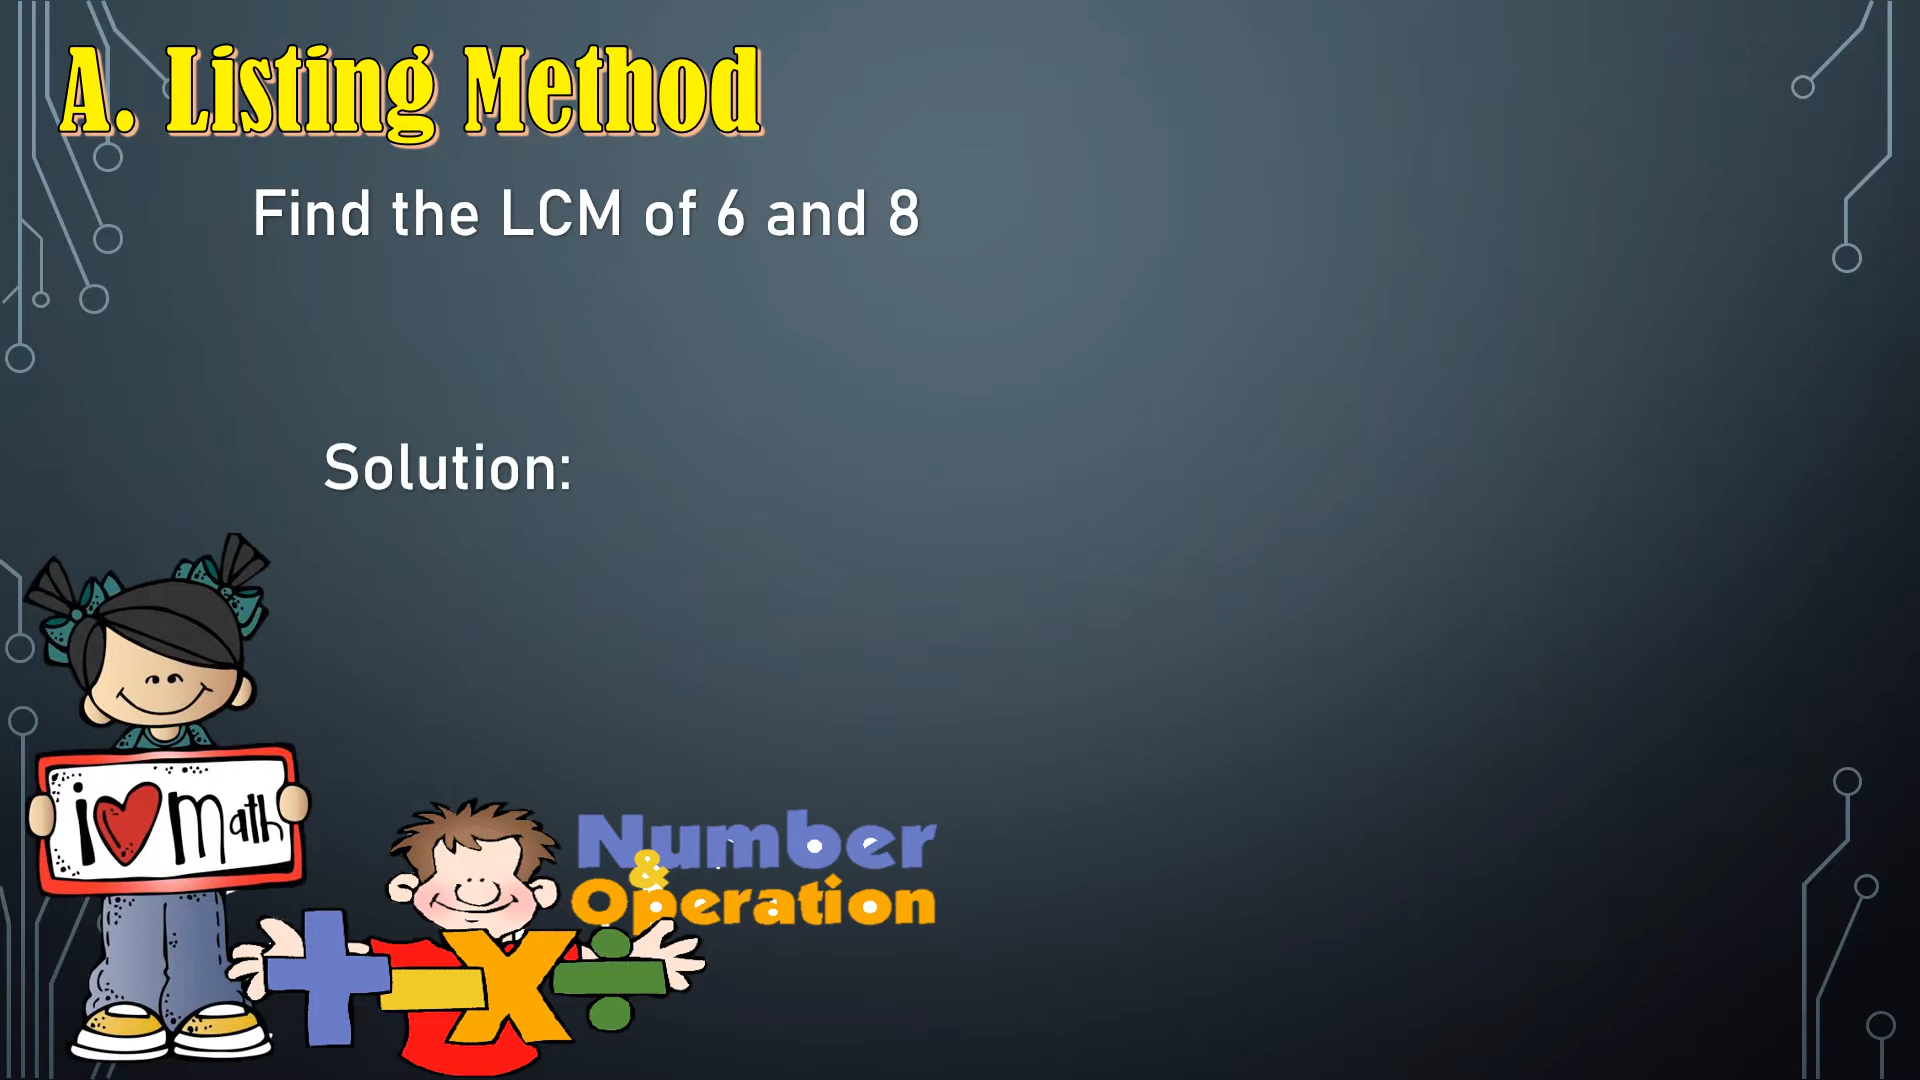 A. Listing Method
Find the LCM of 6 and 8
Solution:
i♥math
Number
&
Operation
+-x÷